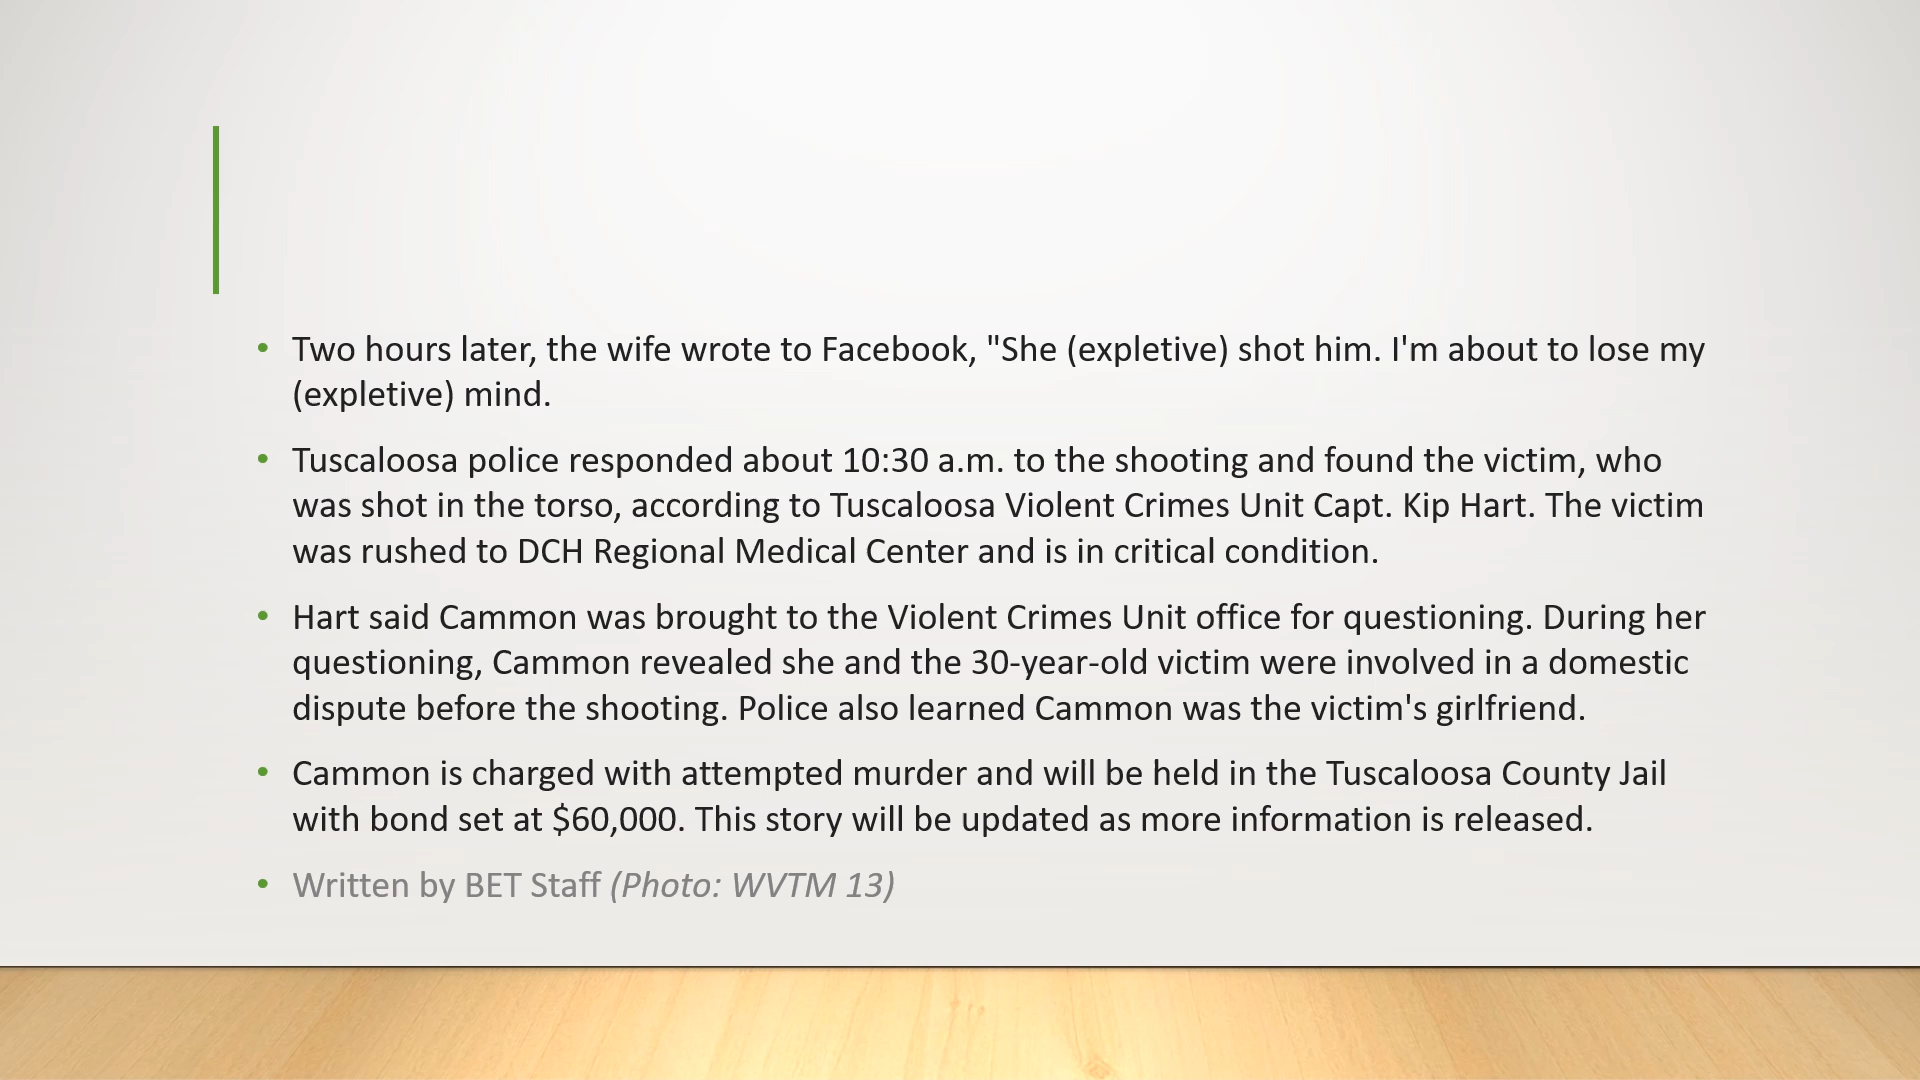 • Two hours later, the wife wrote to Facebook, "She (expletive) shot him. I'm about to lose my
(expletive) mind.
• Tuscaloosa police responded about 10:30 a.m. to the shooting and found the victim, who
was shot in the torso, according to Tuscaloosa Violent Crimes Unit Capt. Kip Hart. The victim
was rushed to DCH Regional Medical Center and is in critical condition.
• Hart said Cammon was brought to the Violent Crimes Unit office for questioning. During her
questioning, Cammon revealed she and the 30-year-old victim were involved in a domestic
dispute before the shooting. Police also learned Cammon was the victim's girlfriend.
• Cammon is charged with attempted murder and will be held in the Tuscaloosa County Jail
with bond set at $60,000. This story will be updated as more information is released.
• Written by BET Staff (Photo: WVTM 13)